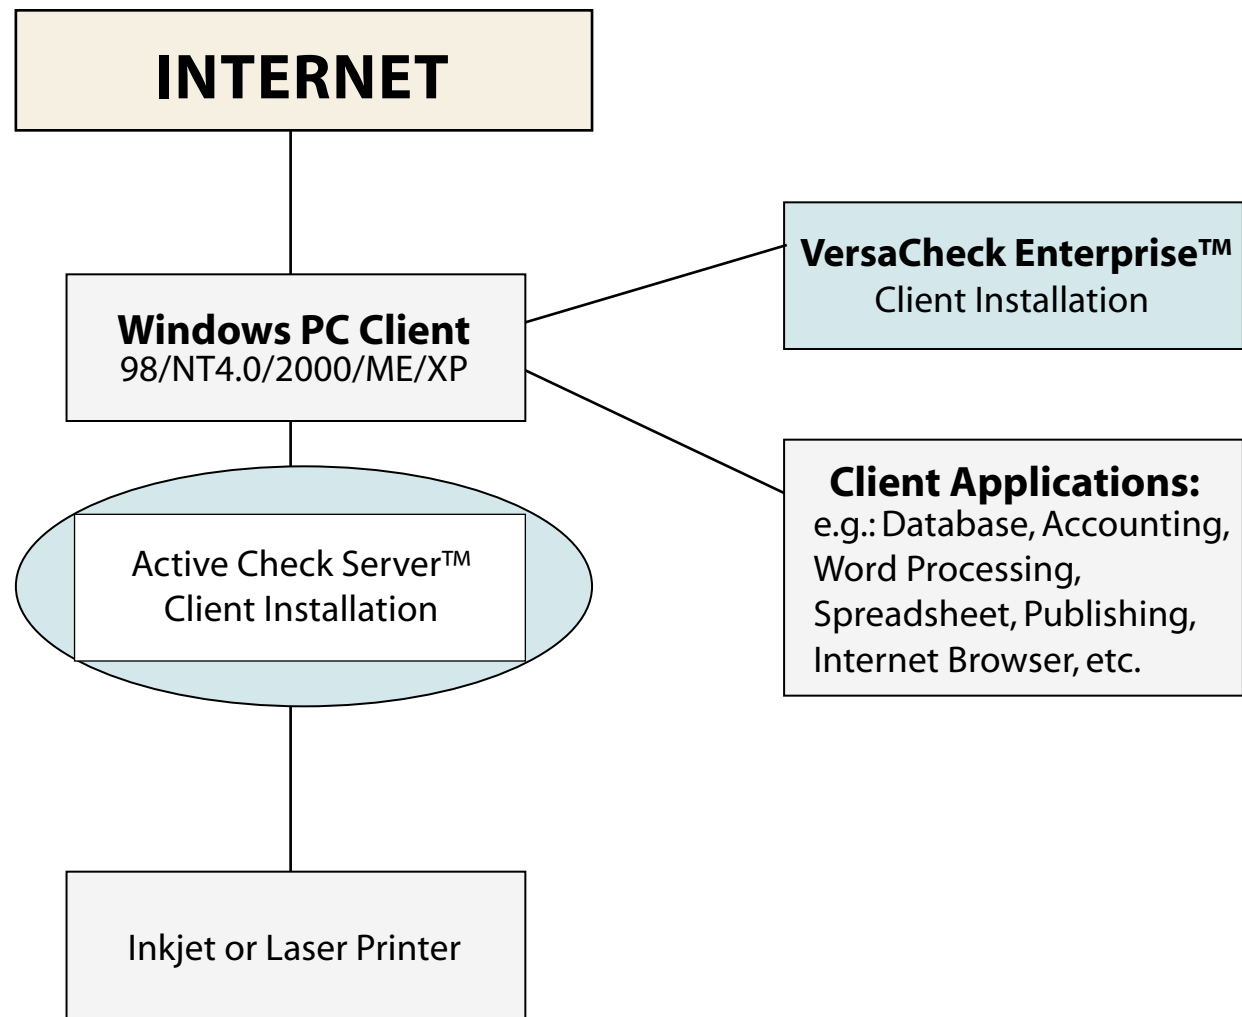 INTERNET
VersaCheck Enterprise™
Client Installation
Windows PC Client
98/NT4.0/2000/ME/XP
Client Applications:
e.g.: Database, Accounting,
Word Processing,
Spreadsheet, Publishing,
Internet Browser, etc.
Active Check Server™
Client Installation
Inkjet or Laser Printer